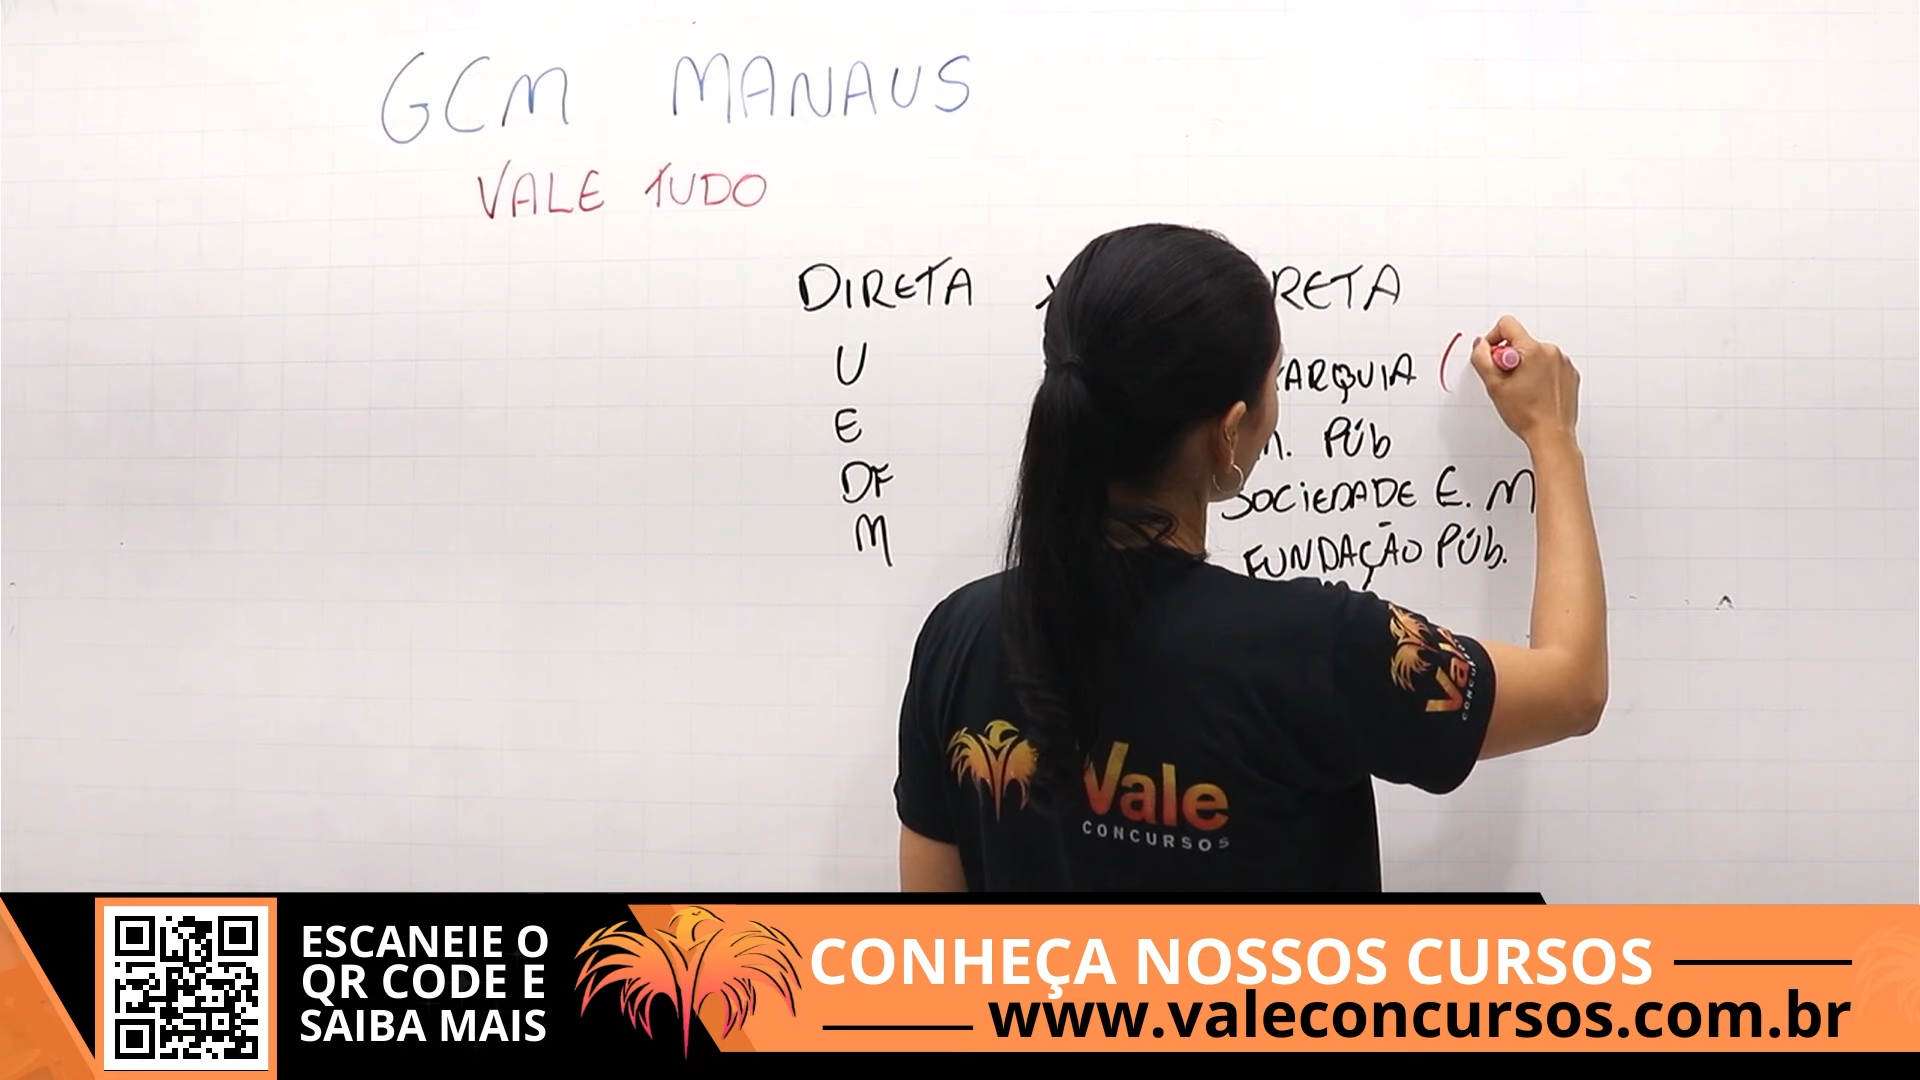 GCM MANAUS
VALE TUDO
DIRETA X RETA
U ARQUIA (
E PÚB
DF SOCIEDADE E. M
M FUNDAÇÃO PÚB.
Vale
CONCURSOS
Vale
ESCANEIE O
QR CODE E
SAIBA MAIS
CONHEÇA NOSSOS CURSOS
www.valeconcursos.com.br